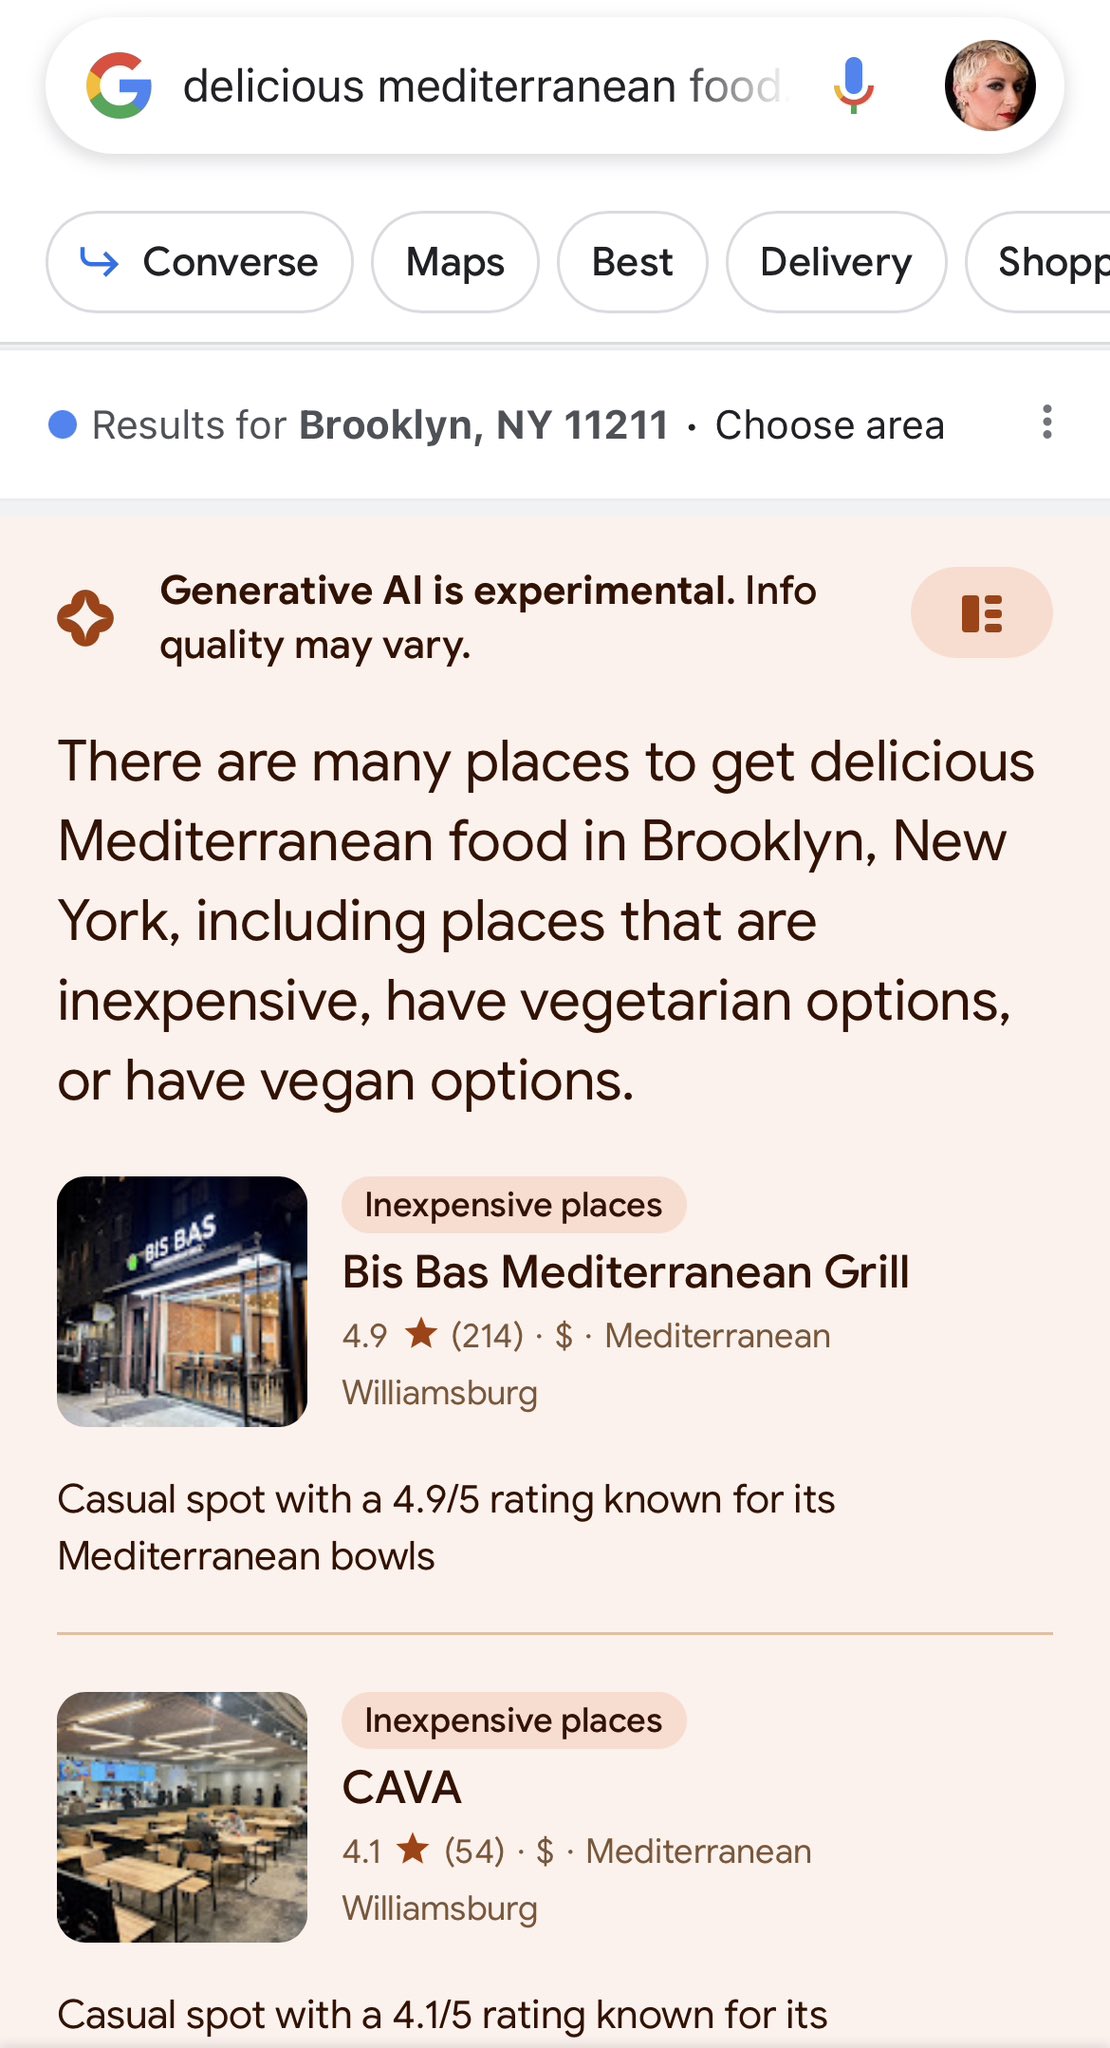 delicious mediterranean food
Converse
Maps
Best
Delivery
Shopp
Results for Brooklyn, NY 11211 · Choose area
Generative AI is experimental. Info
quality may vary.
There are many places to get delicious
Mediterranean food in Brooklyn, New
York, including places that are
inexpensive, have vegetarian options,
or have vegan options.
BIS BAS
Inexpensive places
Bis Bas Mediterranean Grill
4.9 ★ (214) · $ · Mediterranean
Williamsburg
Casual spot with a 4.9/5 rating known for its
Mediterranean bowls
Inexpensive places
CAVA
4.1 ★ (54) · $ · Mediterranean
Williamsburg
Casual spot with a 4.1/5 rating known for its